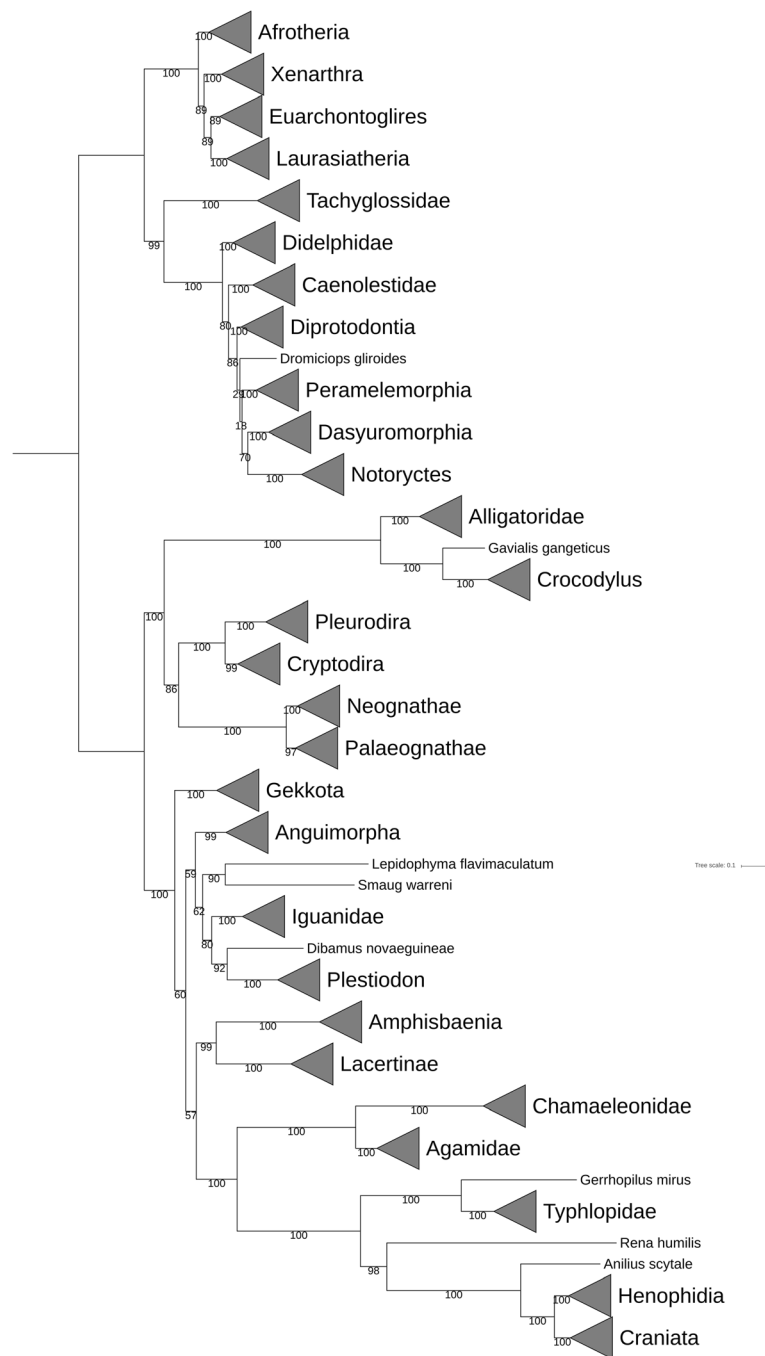 100 Afrotheria
100
100 Xenarthra
89
89 Euarchontoglires
89
100 Laurasiatheria
100 Tachyglossidae
99
100 Didelphidae
100
100 Caenolestidae
80
100 Diprotodontia
Dromiciops gliroides
86
29
100 Peramelemorphia
18
100 Dasyuromorphia
70
100 Notoryctes
100 Alligatoridae
100
Gavialis gangeticus
100
100 Crocodylus
100
100 Pleurodira
100
99 Cryptodira
86
100 Neognathae
100
97 Palaeognathae
100 Gekkota
99 Anguimorpha
Lepidophyma flavimaculatum
Tree scale: 0.1
59
90
Smaug warreni
100
62
100 Iguanidae
80
Dibamus novaeguineae
92
100 Plestiodon
60
100 Amphisbaenia
99
100 Lacertinae
100 Chamaeleonidae
57
100
100 Agamidae
100
Gerrhopilus mirus
100
100 Typhlopidae
100
Rena humilis
98
Anilius scytale
100
100 Henophidia
100
100 Craniata